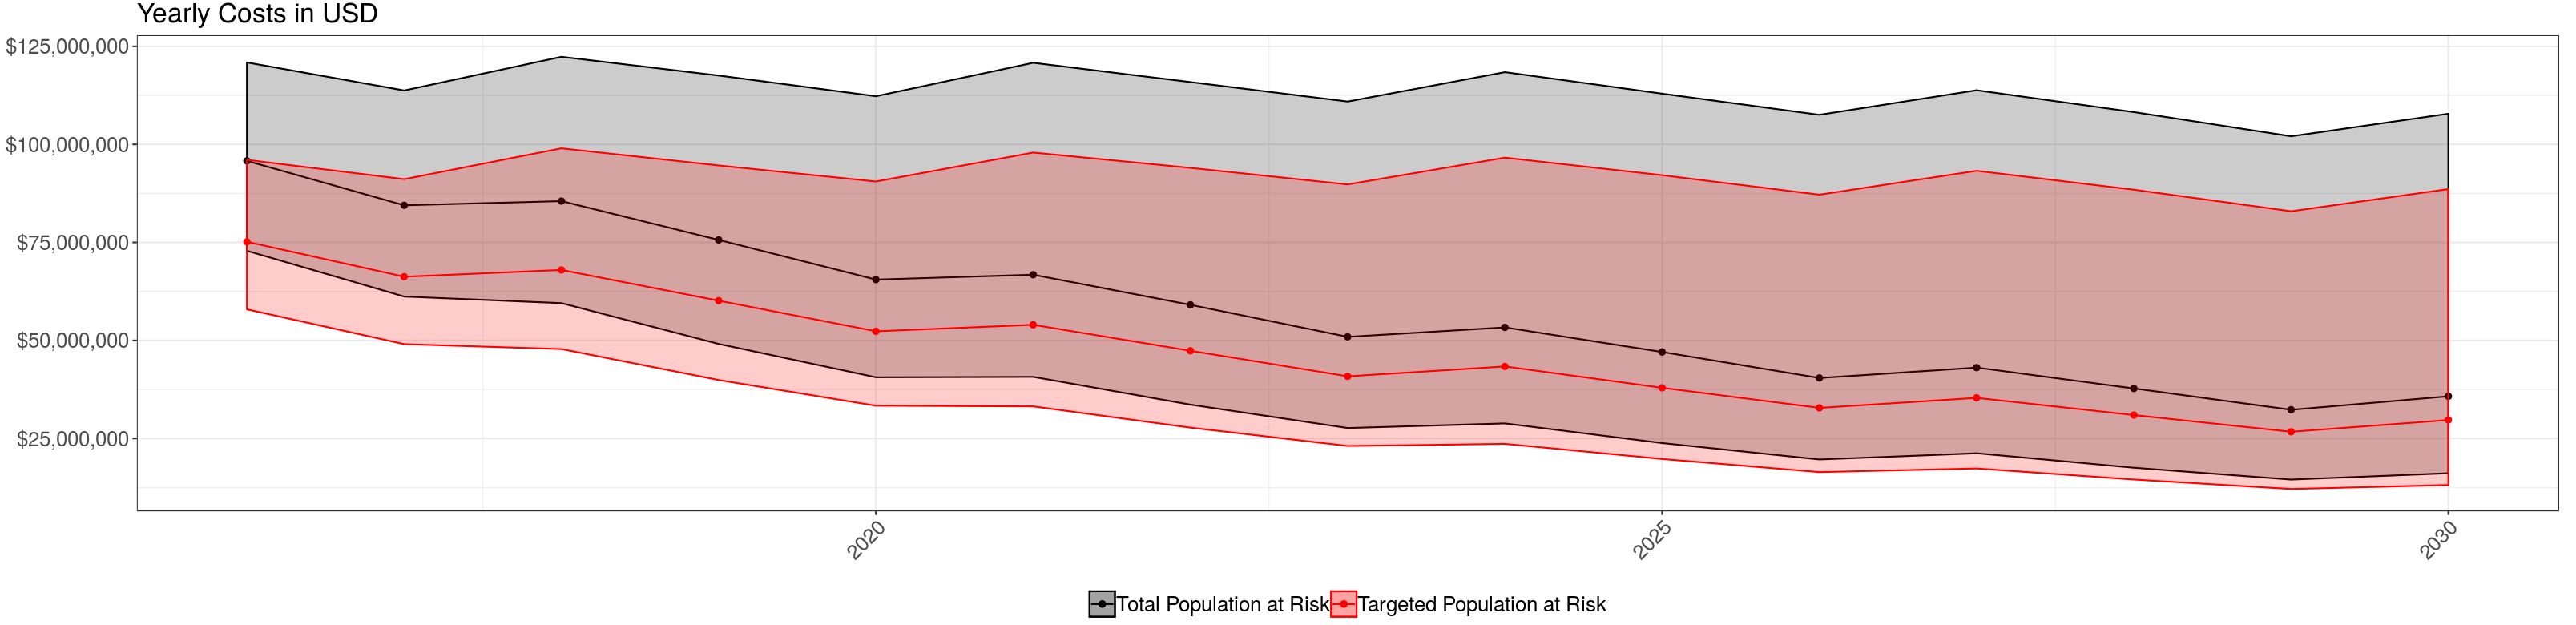 Yearly Costs in USD
$125,000,000
$100,000,000
$75,000,000
$50,000,000
$25,000,000
2020
2025
2030
Total Population at Risk
Targeted Population at Risk